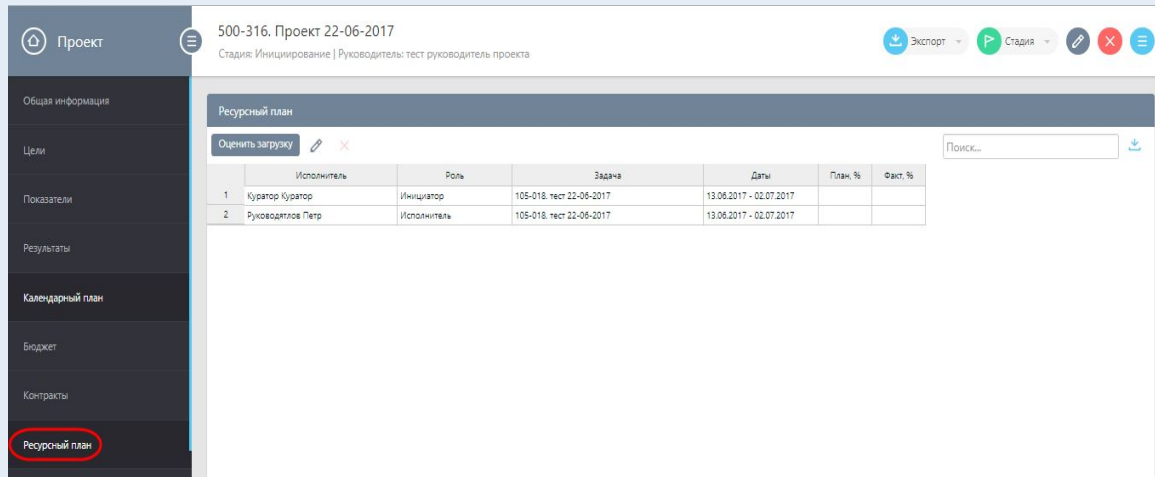 Проект
500-316. Проект 22-06-2017
Стадия: Инициирование | Руководитель: тест руководитель проекта
Экспорт
Стадия
Общая информация
Цели
Показатели
Результаты
Календарный план
Бюджет
Контракты
Ресурсный план
Ресурсный план
Оценить загрузку
Поиск...
Исполнитель Роль Задача Даты План, % Факт, %
1 Куратор Куратор Инициатор 105-018. тест 22-06-2017 13.06.2017 - 02.07.2017
2 Руководятлов Петр Исполнитель 105-018. тест 22-06-2017 13.06.2017 - 02.07.2017